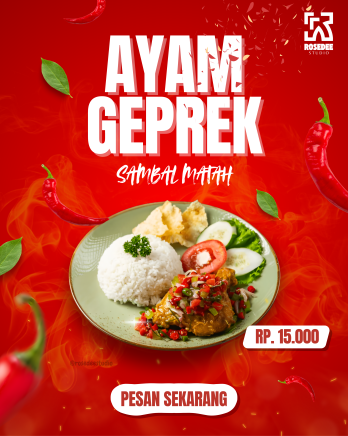 ROSEDEE
STUDIO
AYAM
GEPREK
SAMBAL MATAH
RP. 15.000
PESAN SEKARANG